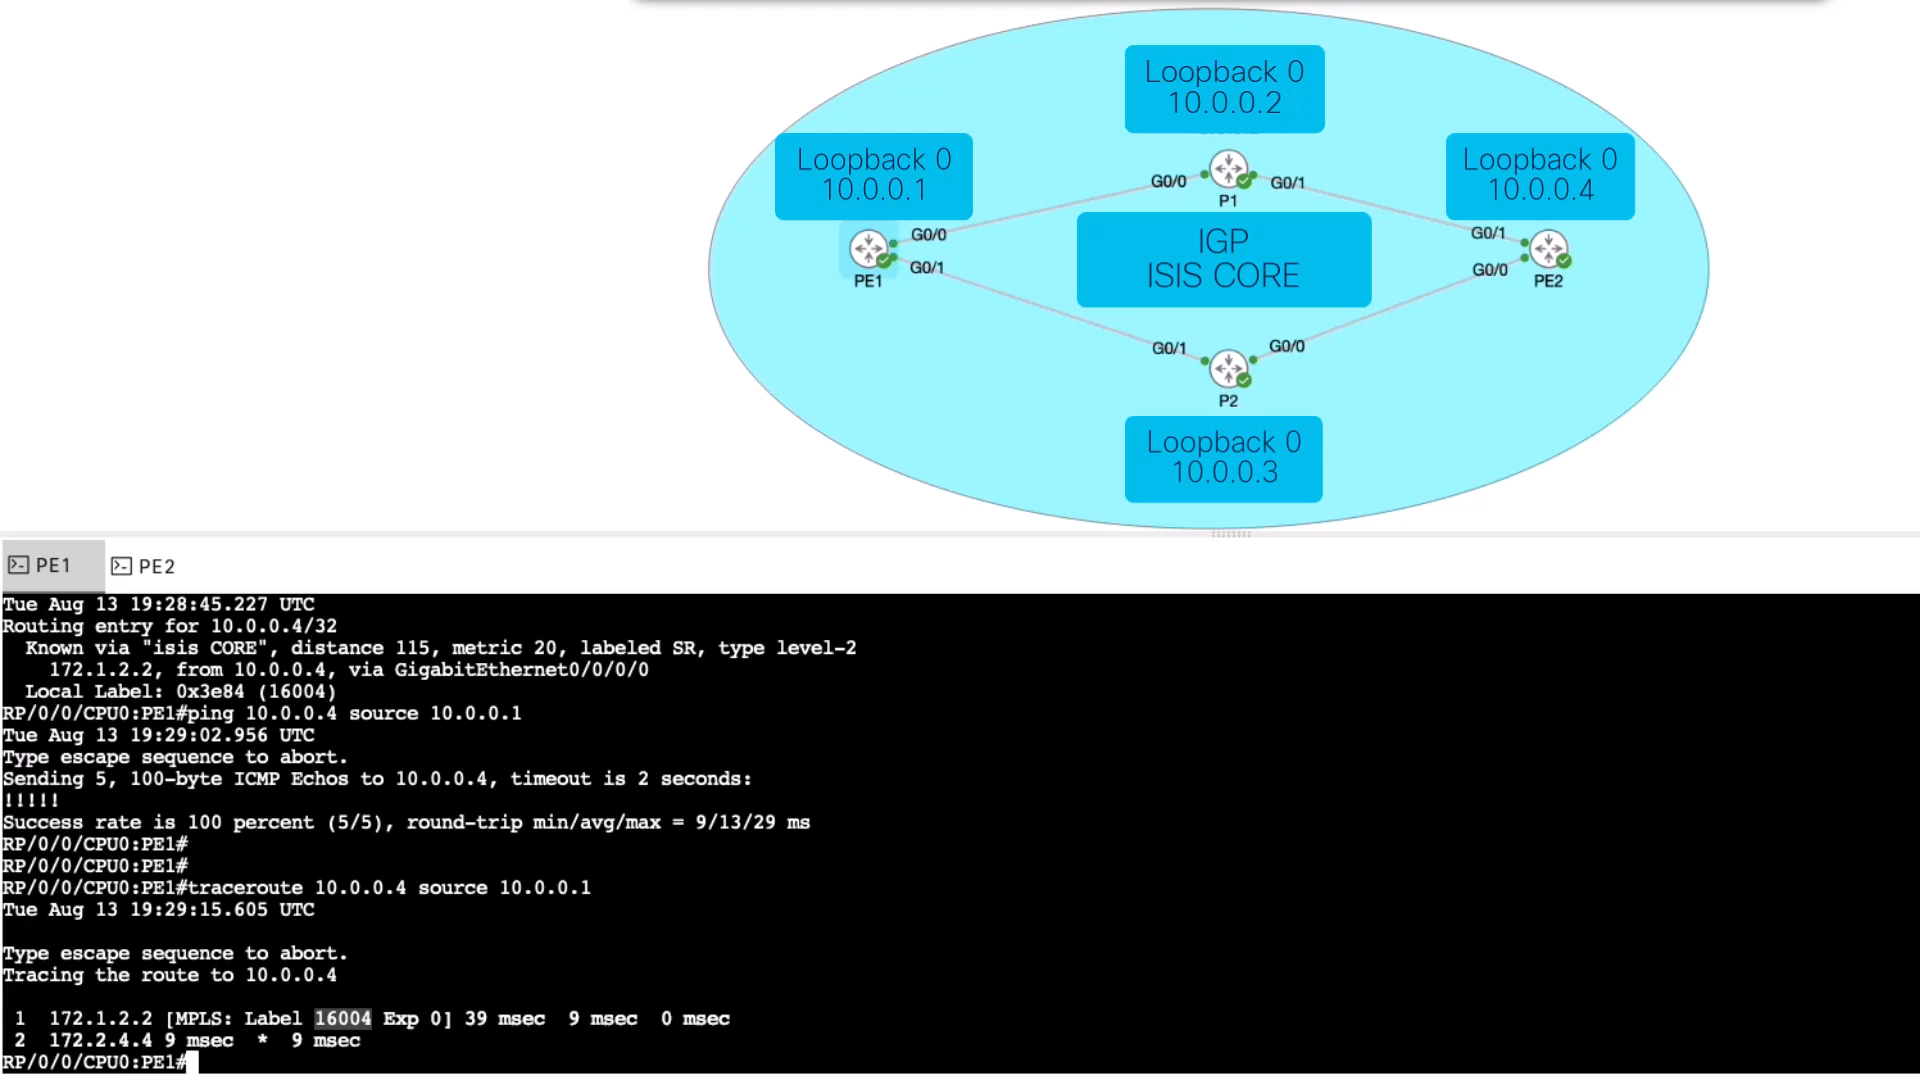 Loopback 0
10.0.0.2
Loopback 0
10.0.0.1
Loopback 0
10.0.0.4
G0/0
G0/1
P1
G0/0
G0/1
PE1
IGP
ISIS CORE
G0/1
G0/0
PE2
G0/1
G0/0
P2
Loopback 0
10.0.0.3
PE1
PE2
Tue Aug 13 19:28:45.227 UTC
Routing entry for 10.0.0.4/32
Known via "isis CORE", distance 115, metric 20, labeled SR, type level-2
172.1.2.2, from 10.0.0.4, via GigabitEthernet0/0/0/0
Local Label: 0x3e84 (16004)
RP/0/0/CPU0:PE1#ping 10.0.0.4 source 10.0.0.1
Tue Aug 13 19:29:02.956 UTC
Type escape sequence to abort.
Sending 5, 100-byte ICMP Echos to 10.0.0.4, timeout is 2 seconds:
!!!!!
Success rate is 100 percent (5/5), round-trip min/avg/max = 9/13/29 ms
RP/0/0/CPU0:PE1#
RP/0/0/CPU0:PE1#
RP/0/0/CPU0:PE1#traceroute 10.0.0.4 source 10.0.0.1
Tue Aug 13 19:29:15.605 UTC
Type escape sequence to abort.
Tracing the route to 10.0.0.4
1 172.1.2.2 [MPLS: Label 16004 Exp 0] 39 msec 9 msec 0 msec
2 172.2.4.4 9 msec * 9 msec
RP/0/0/CPU0:PE1#